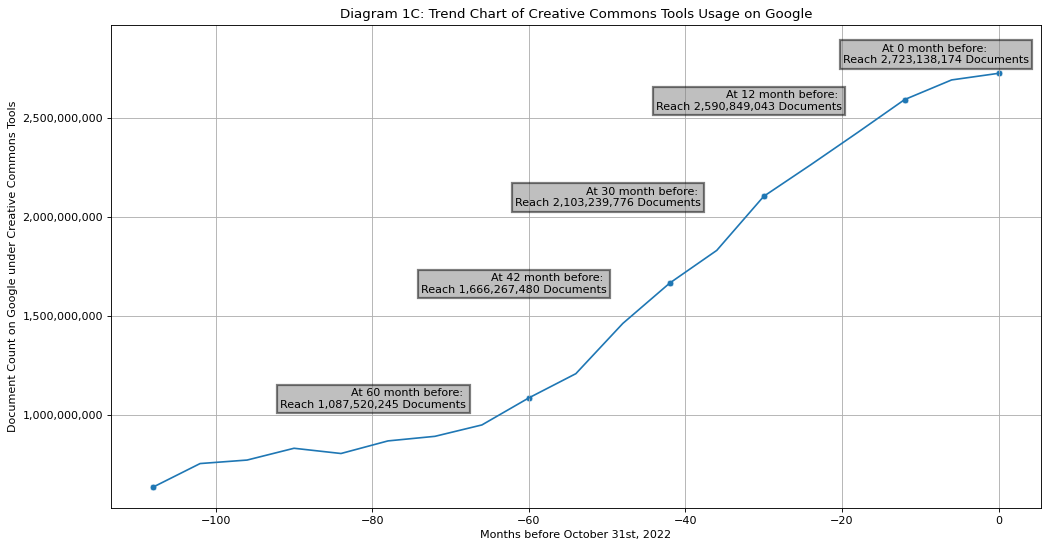 Diagram 1C: Trend Chart of Creative Commons Tools Usage on Google
At 0 month before:
Reach 2,723,138,174 Documents
At 12 month before:
Reach 2,590,849,043 Documents
At 30 month before:
Reach 2,103,239,776 Documents
At 42 month before:
Reach 1,666,267,480 Documents
At 60 month before:
Reach 1,087,520,245 Documents
Document Count on Google under Creative Commons Tools
2,500,000,000
2,000,000,000
1,500,000,000
1,000,000,000
−100
−80
−60
−40
−20
0
Months before October 31st, 2022